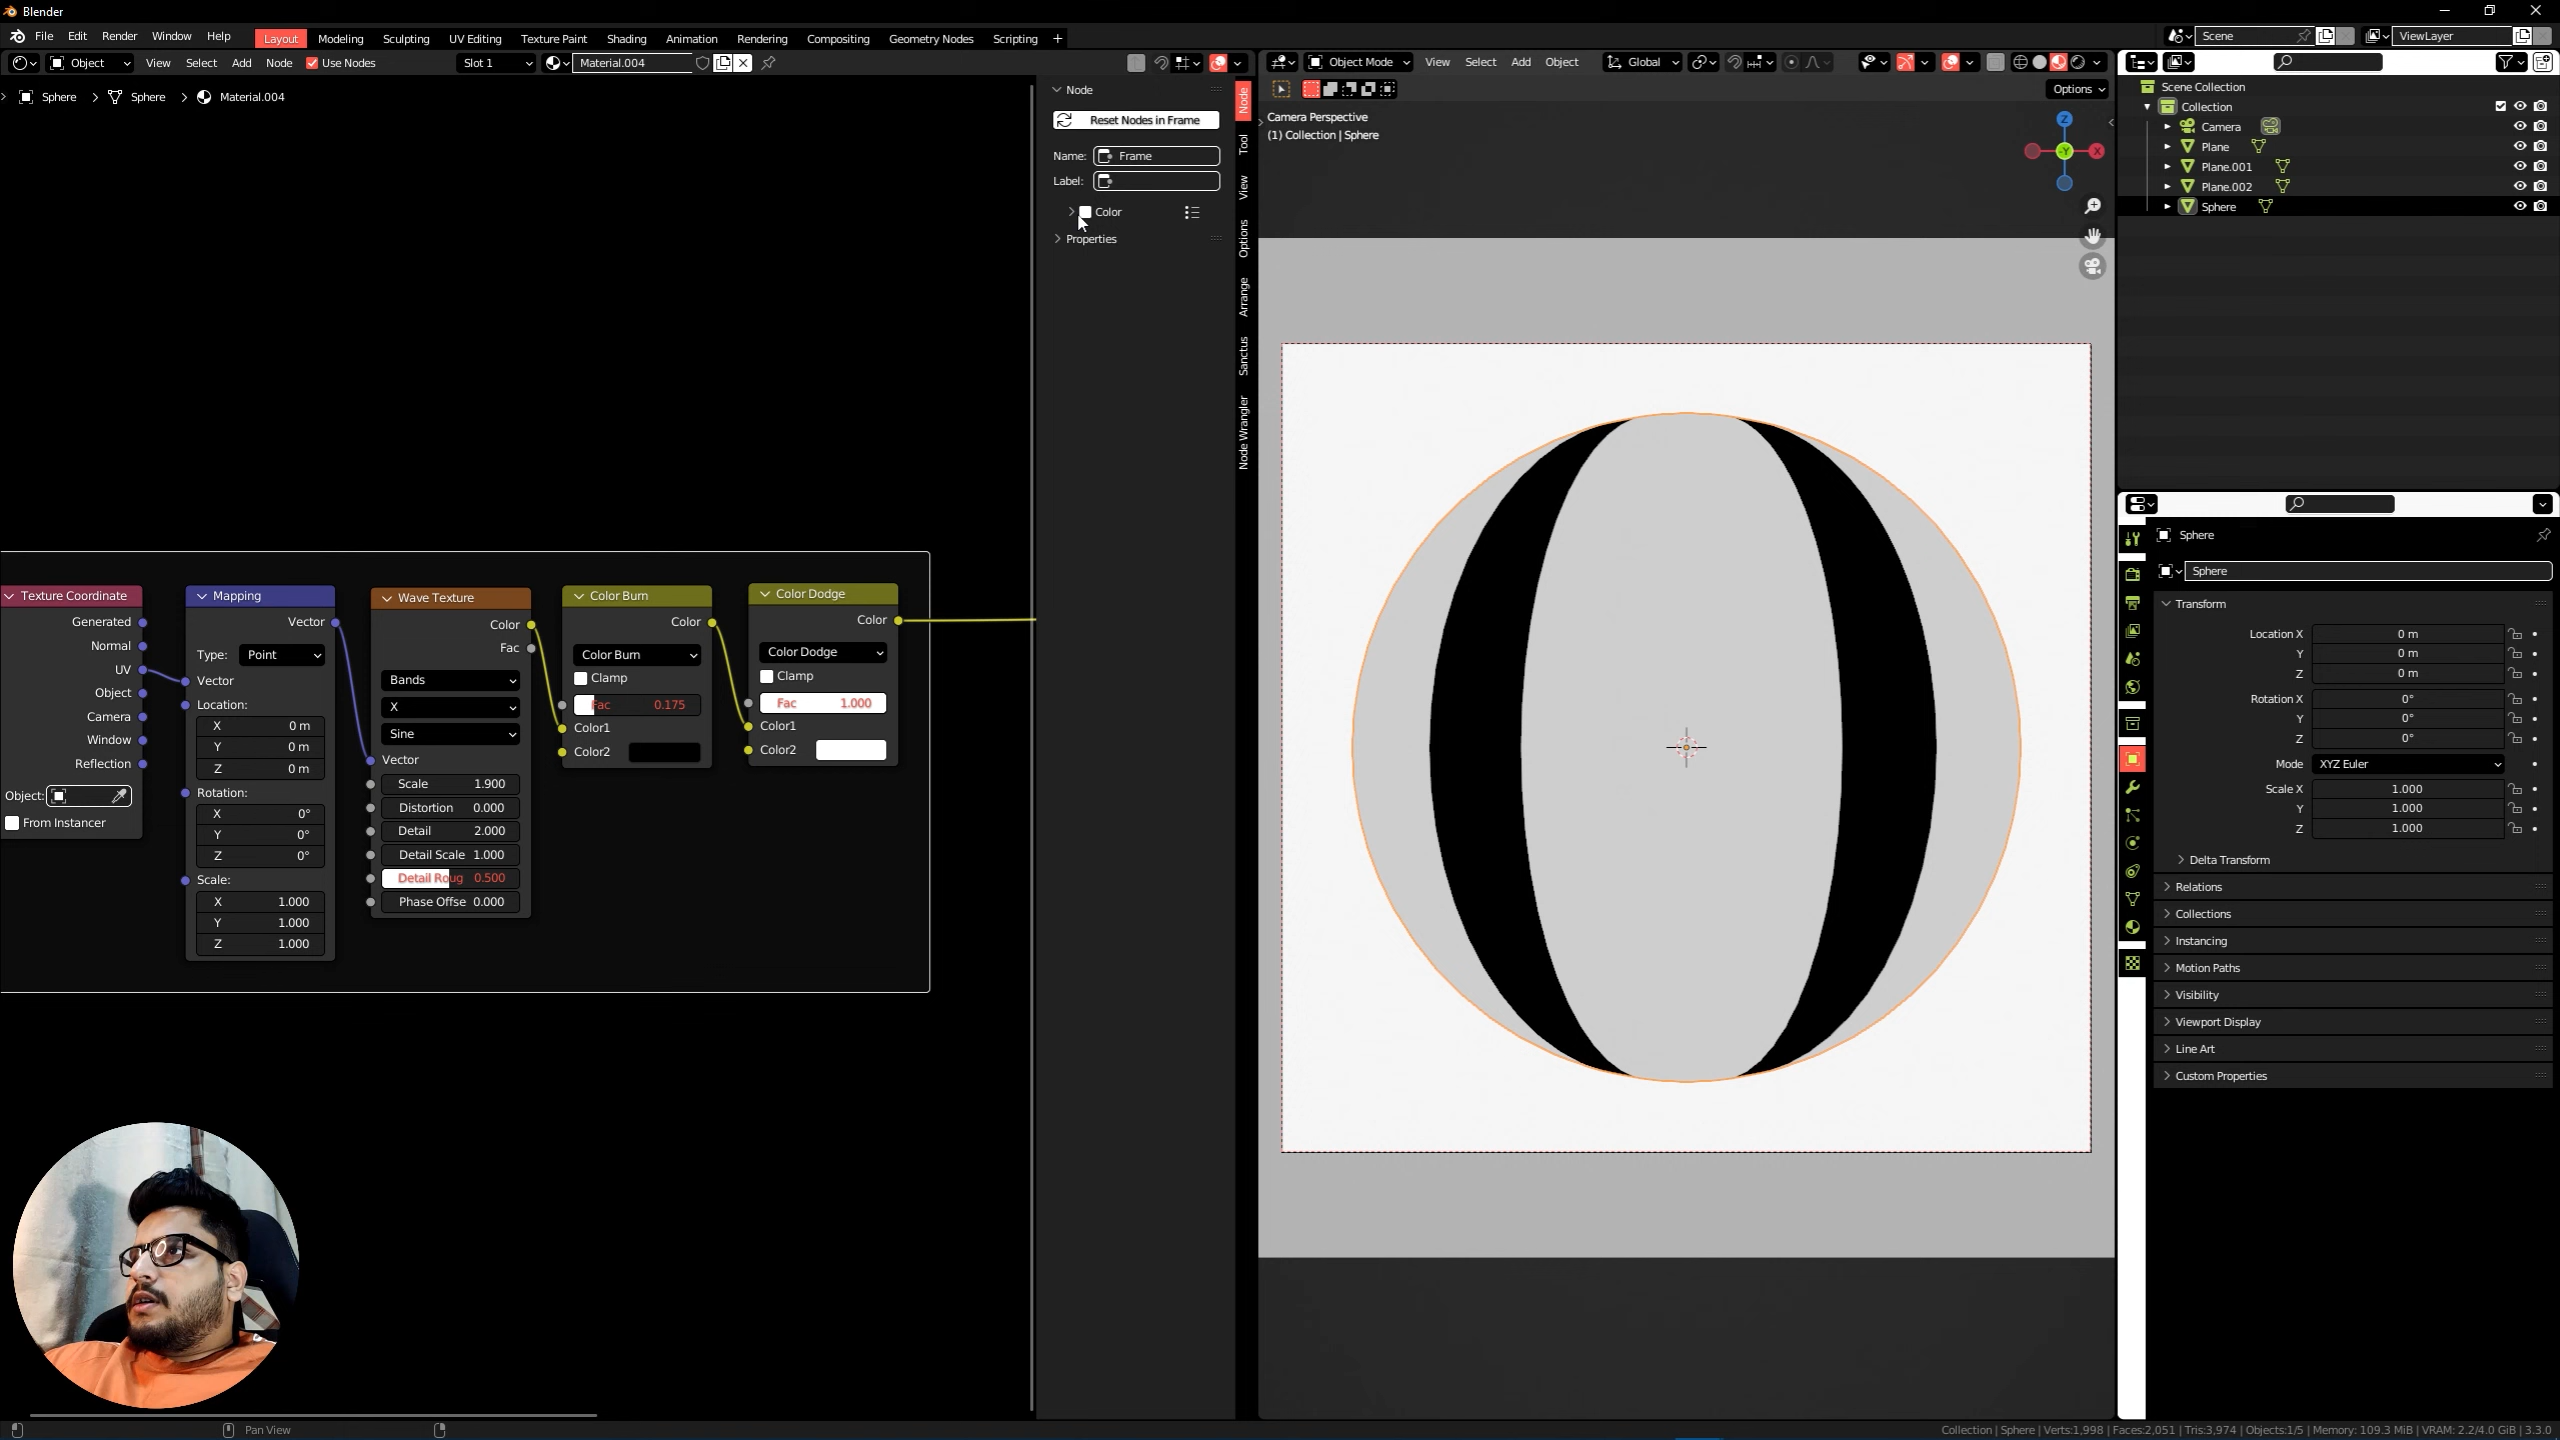 Blender
File Edit Render Window Help Layout Modeling Sculpting UV Editing Texture Paint Shading Animation Rendering Compositing Geometry Nodes Scripting + Scene ViewLayer
Object View Select Add Node Use Nodes Slot 1 Material.004
Sphere > Sphere > Material.004
Texture Coordinate
Generated
Normal
UV
Object
Camera
Window
Reflection
Object:
From Instancer
Mapping
Vector
Type: Point
Vector
Location:
X 0 m
Y 0 m
Z 0 m
Rotation:
X 0°
Y 0°
Z 0°
Scale:
X 1.000
Y 1.000
Z 1.000
Wave Texture
Color
Fac
Bands
X
Sine
Vector
Scale 1.900
Distortion 0.000
Detail 2.000
Detail Scale 1.000
Detail Roug 0.500
Phase Offse 0.000
Color Burn
Color
Color Burn
Clamp
Fac 0.175
Color1
Color2
Color Dodge
Color
Color Dodge
Clamp
Fac 1.000
Color1
Color2
Node
Reset Nodes in Frame
Name: Frame
Label:
Color
Properties
Node
Tool
View
Options
Arrange
Sanctus
Node Wrangler
Object Mode View Select Add Object Global
Options
Camera Perspective
(1) Collection | Sphere
Z
-Y
X
Scene Collection
Collection
Camera
Plane
Plane.001
Plane.002
Sphere
Sphere
Sphere
Transform
Location X 0 m
Y 0 m
Z 0 m
Rotation X 0°
Y 0°
Z 0°
Mode XYZ Euler
Scale X 1.000
Y 1.000
Z 1.000
Delta Transform
Relations
Collections
Instancing
Motion Paths
Visibility
Viewport Display
Line Art
Custom Properties
Pan View
Collection | Sphere | Verts:1,998 | Faces:2,051 | Tris:3,974 | Objects:1/5 | Memory: 109.3 MiB | VRAM: 2.2/4.0 GiB | 3.3.0